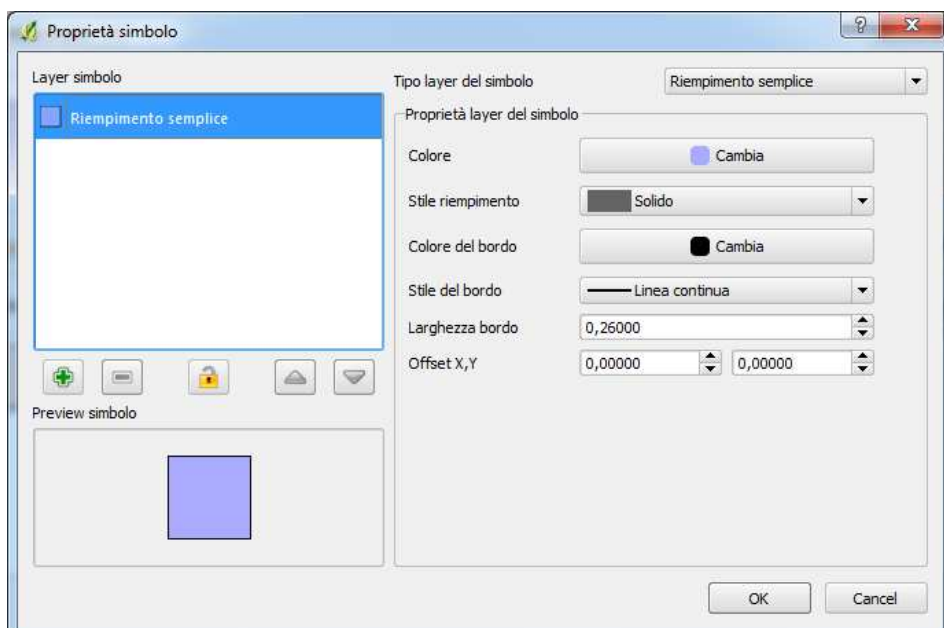 Proprietà simbolo
Layer simbolo
Riempimento semplice
Preview simbolo
Tipo layer del simbolo
Riempimento semplice
Proprietà layer del simbolo
Colore
Cambia
Stile riempimento
Solido
Colore del bordo
Cambia
Stile del bordo
Linea continua
Larghezza bordo
0,26000
Offset X,Y
0,00000
0,00000
OK
Cancel